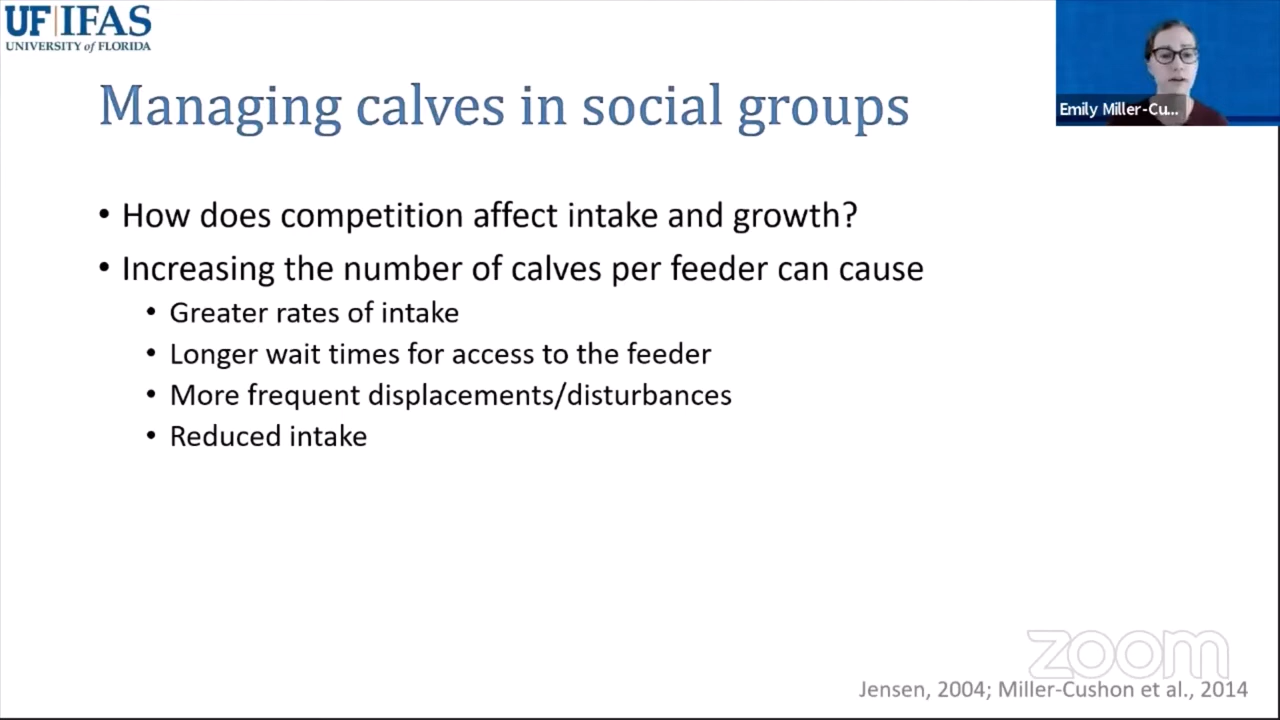 UF|IFAS
UNIVERSITY of FLORIDA
Emily Miller-Cu...
Managing calves in social groups
• How does competition affect intake and growth?
• Increasing the number of calves per feeder can cause
• Greater rates of intake
• Longer wait times for access to the feeder
• More frequent displacements/disturbances
• Reduced intake
zoom
Jensen, 2004; Miller-Cushon et al., 2014